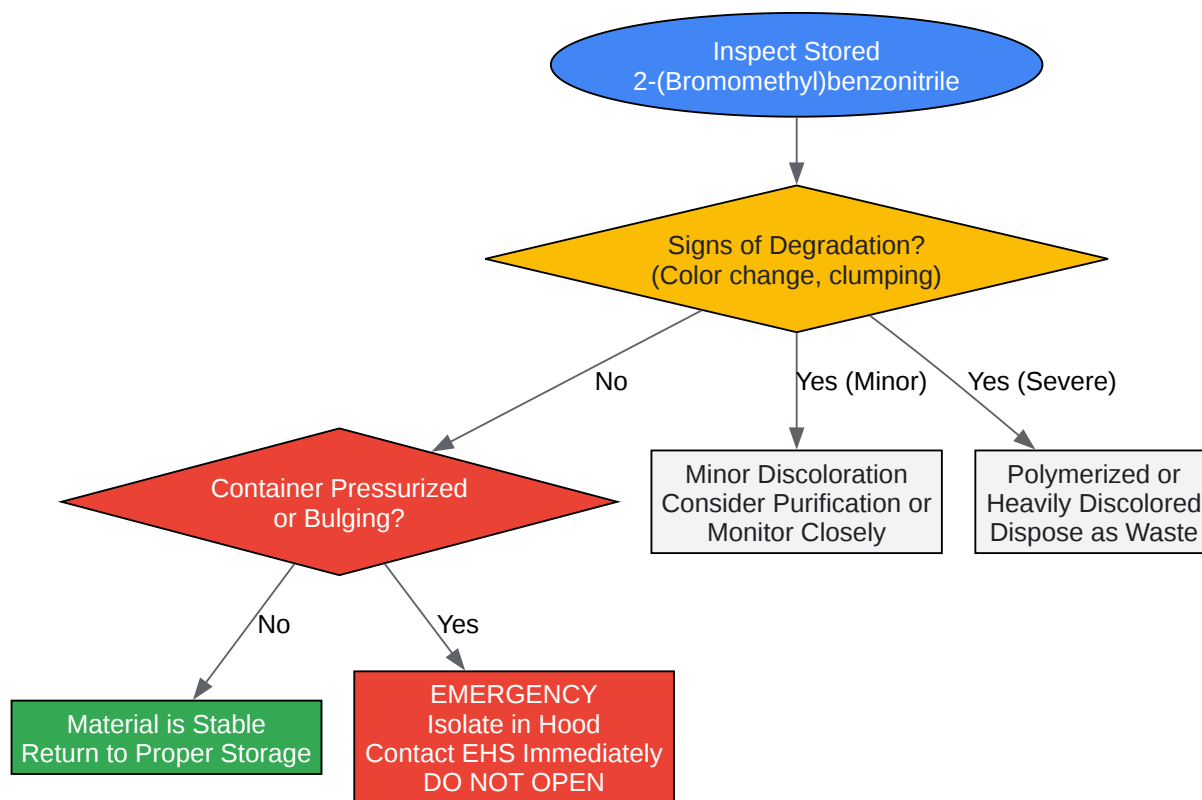 Inspect Stored
2-(Bromomethyl)benzonitrile
Signs of Degradation?
(Color change, clumping)
No
Yes (Minor)
Yes (Severe)
Container Pressurized
or Bulging?
Minor Discoloration
Consider Purification or
Monitor Closely
Polymerized or
Heavily Discolored
Dispose as Waste
No
Yes
Material is Stable
Return to Proper Storage
EMERGENCY
Isolate in Hood
Contact EHS Immediately
DO NOT OPEN